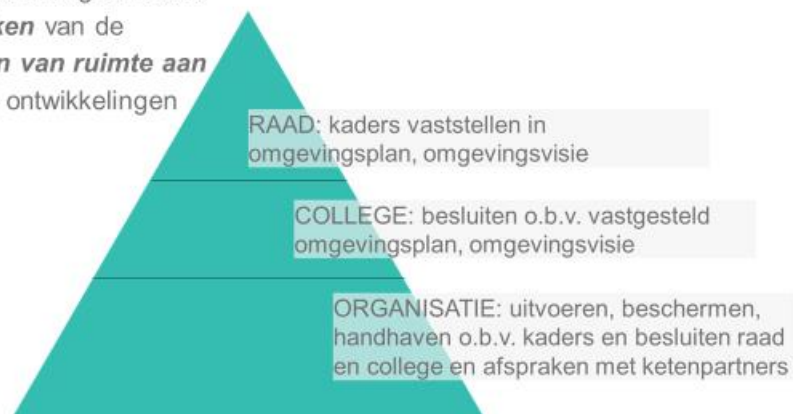 ken van de
n van ruimte aan
ontwikkelingen
RAAD: kaders vaststellen in
omgevingsplan, omgevingsvisie
COLLEGE: besluiten o.b.v. vastgesteld
omgevingsplan, omgevingsvisie
ORGANISATIE: uitvoeren, beschermen,
handhaven o.b.v. kaders en besluiten raad
en college en afspraken met ketenpartners